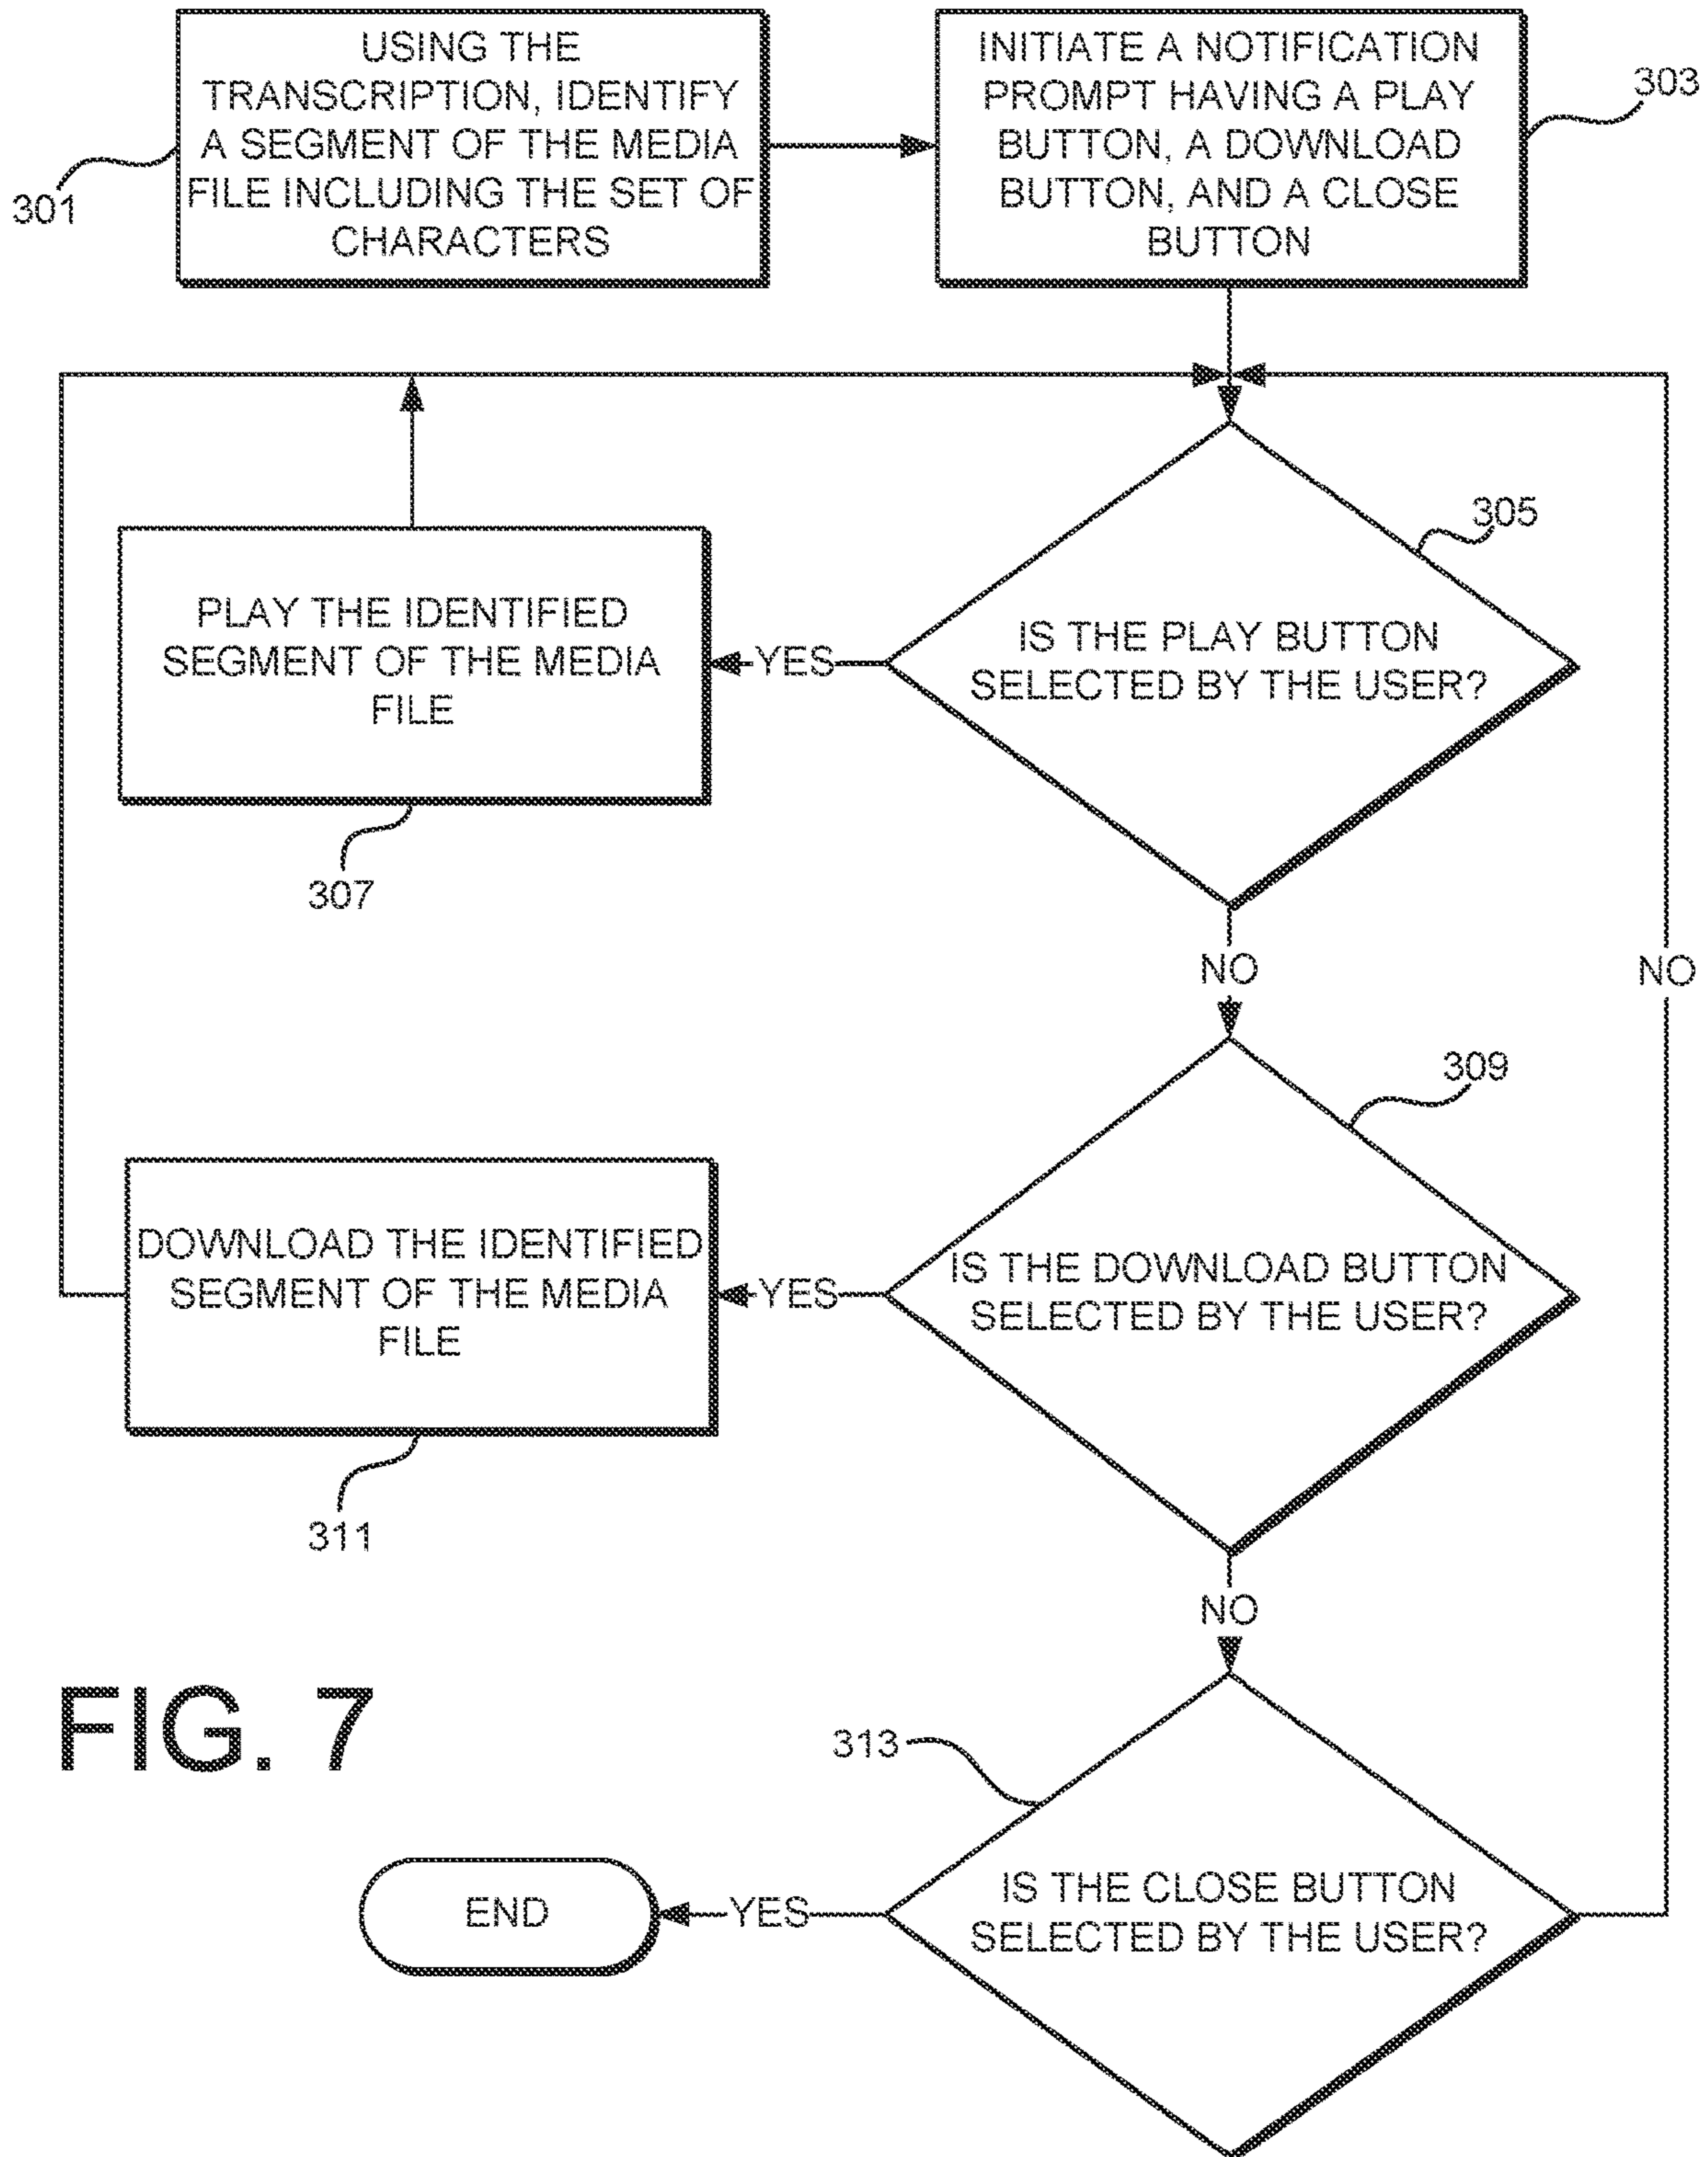 USING THE
TRANSCRIPTION, IDENTIFY
A SEGMENT OF THE MEDIA
FILE INCLUDING THE SET OF
CHARACTERS
301
INITIATE A NOTIFICATION
PROMPT HAVING A PLAY
BUTTON, A DOWNLOAD
BUTTON, AND A CLOSE
BUTTON
303
305
IS THE PLAY BUTTON
SELECTED BY THE USER?
YES
PLAY THE IDENTIFIED
SEGMENT OF THE MEDIA
FILE
307
NO
NO
309
IS THE DOWNLOAD BUTTON
SELECTED BY THE USER?
YES
DOWNLOAD THE IDENTIFIED
SEGMENT OF THE MEDIA
FILE
311
NO
FIG. 7
313
IS THE CLOSE BUTTON
SELECTED BY THE USER?
YES
END